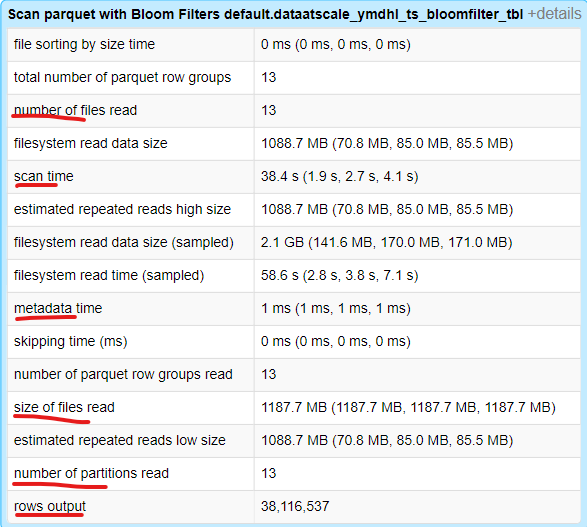 Scan parquet with Bloom Filters default.dataatscale_ymdhl_ts_bloomfilter_tbl +details
file sorting by size time 0 ms (0 ms, 0 ms, 0 ms)
total number of parquet row groups 13
number of files read 13
filesystem read data size 1088.7 MB (70.8 MB, 85.0 MB, 85.5 MB)
scan time 38.4 s (1.9 s, 2.7 s, 4.1 s)
estimated repeated reads high size 1088.7 MB (70.8 MB, 85.0 MB, 85.5 MB)
filesystem read data size (sampled) 2.1 GB (141.6 MB, 170.0 MB, 171.0 MB)
filesystem read time (sampled) 58.6 s (2.8 s, 3.8 s, 7.1 s)
metadata time 1 ms (1 ms, 1 ms, 1 ms)
skipping time (ms) 0 ms (0 ms, 0 ms, 0 ms)
number of parquet row groups read 13
size of files read 1187.7 MB (1187.7 MB, 1187.7 MB, 1187.7 MB)
estimated repeated reads low size 1088.7 MB (70.8 MB, 85.0 MB, 85.5 MB)
number of partitions read 13
rows output 38,116,537